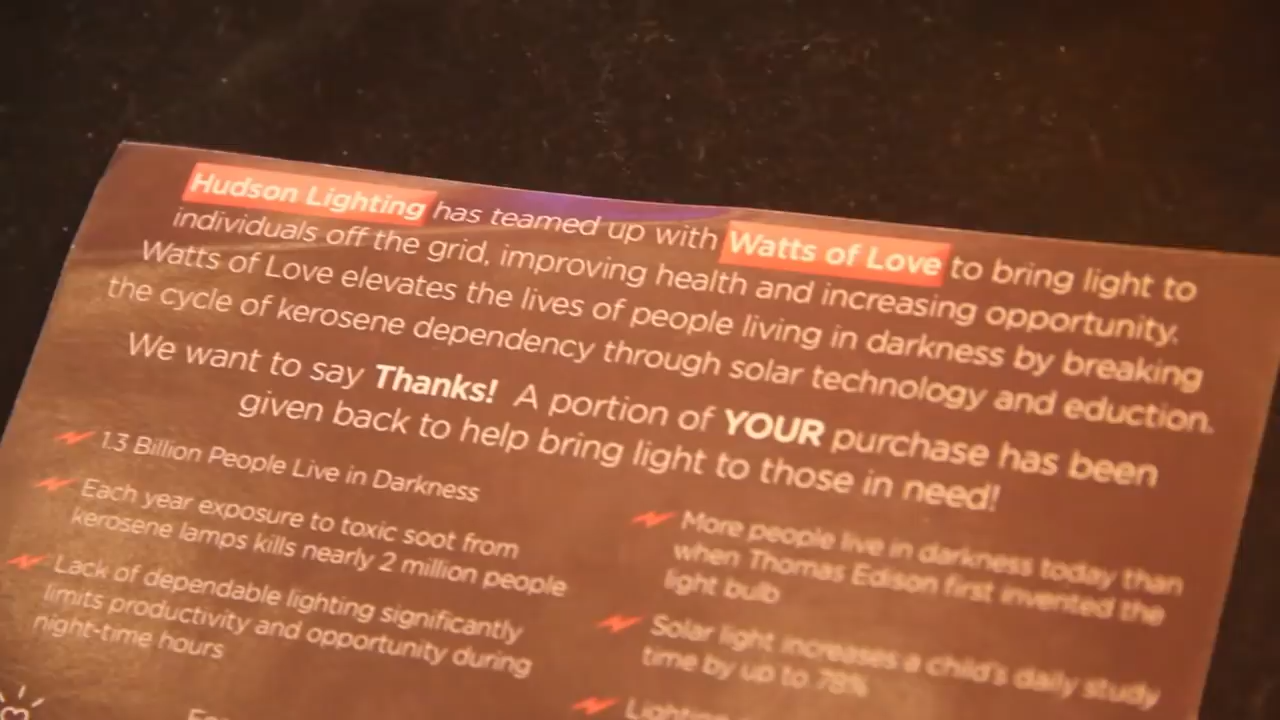 Hudson Lighting has teamed up with Watts of Love to bring light to
individuals off the grid, improving health and increasing opportunity.
Watts of Love elevates the lives of people living in darkness by breaking
the cycle of kerosene dependency through solar technology and eduction.
We want to say Thanks! A portion of YOUR purchase has been
given back to help bring light to those in need!
1.3 Billion People Live in Darkness
Each year exposure to toxic soot from
kerosene lamps kills nearly 2 million people
Lack of dependable lighting significantly
limits productivity and opportunity during
night-time hours
More people live in darkness today than
when Thomas Edison first invented the
light bulb
Solar light increases a child's daily study
time by up to 78%
Lighting